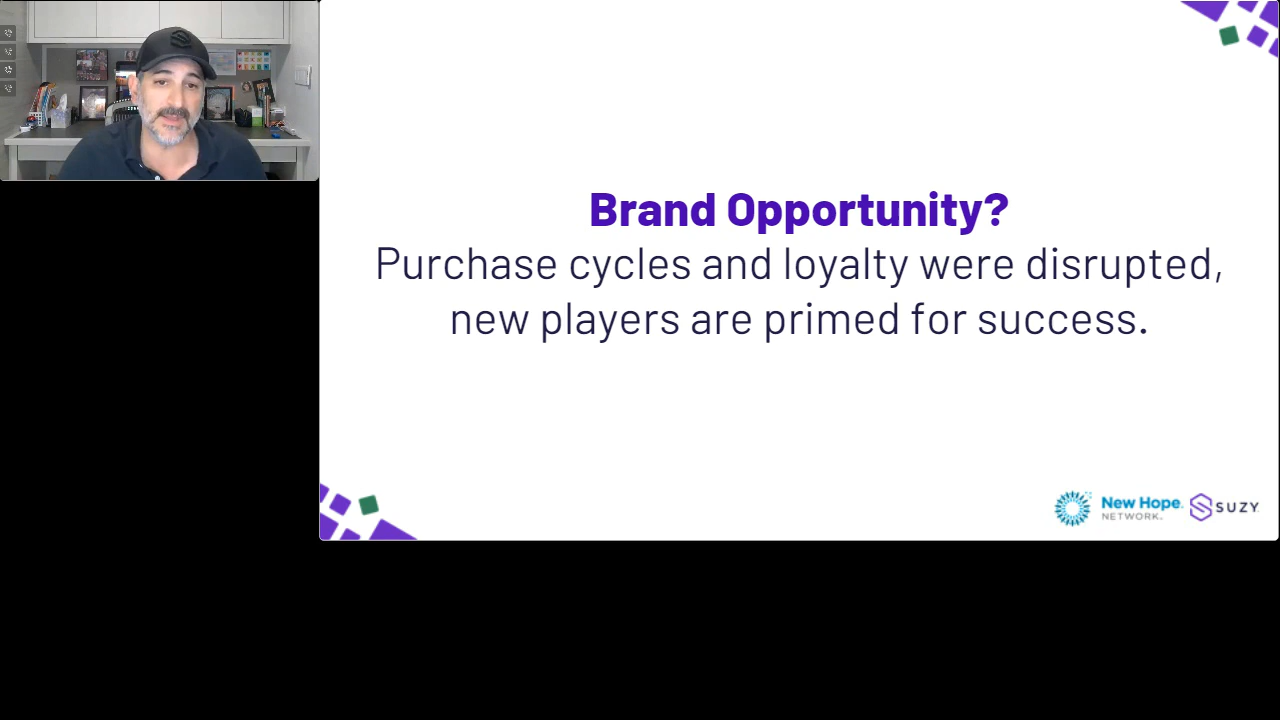 Brand Opportunity?
Purchase cycles and loyalty were disrupted,
new players are primed for success.
New Hope
NETWORK.
SUZY